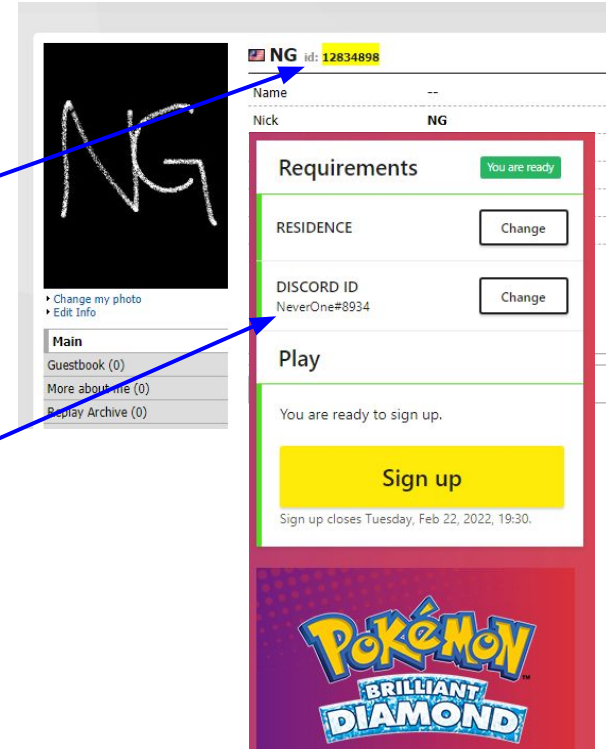 NG id: 12834898
Name --
Nick NG
NG
Change my photo
Edit Info
Main
Guestbook (0)
More about me (0)
Replay Archive (0)
Requirements You are ready
RESIDENCE Change
DISCORD ID
NeverOne#8934 Change
Play
You are ready to sign up.
Sign up
Sign up closes Tuesday, Feb 22, 2022, 19:30.
POKÉMON
TM
BRILLIANT
DIAMOND